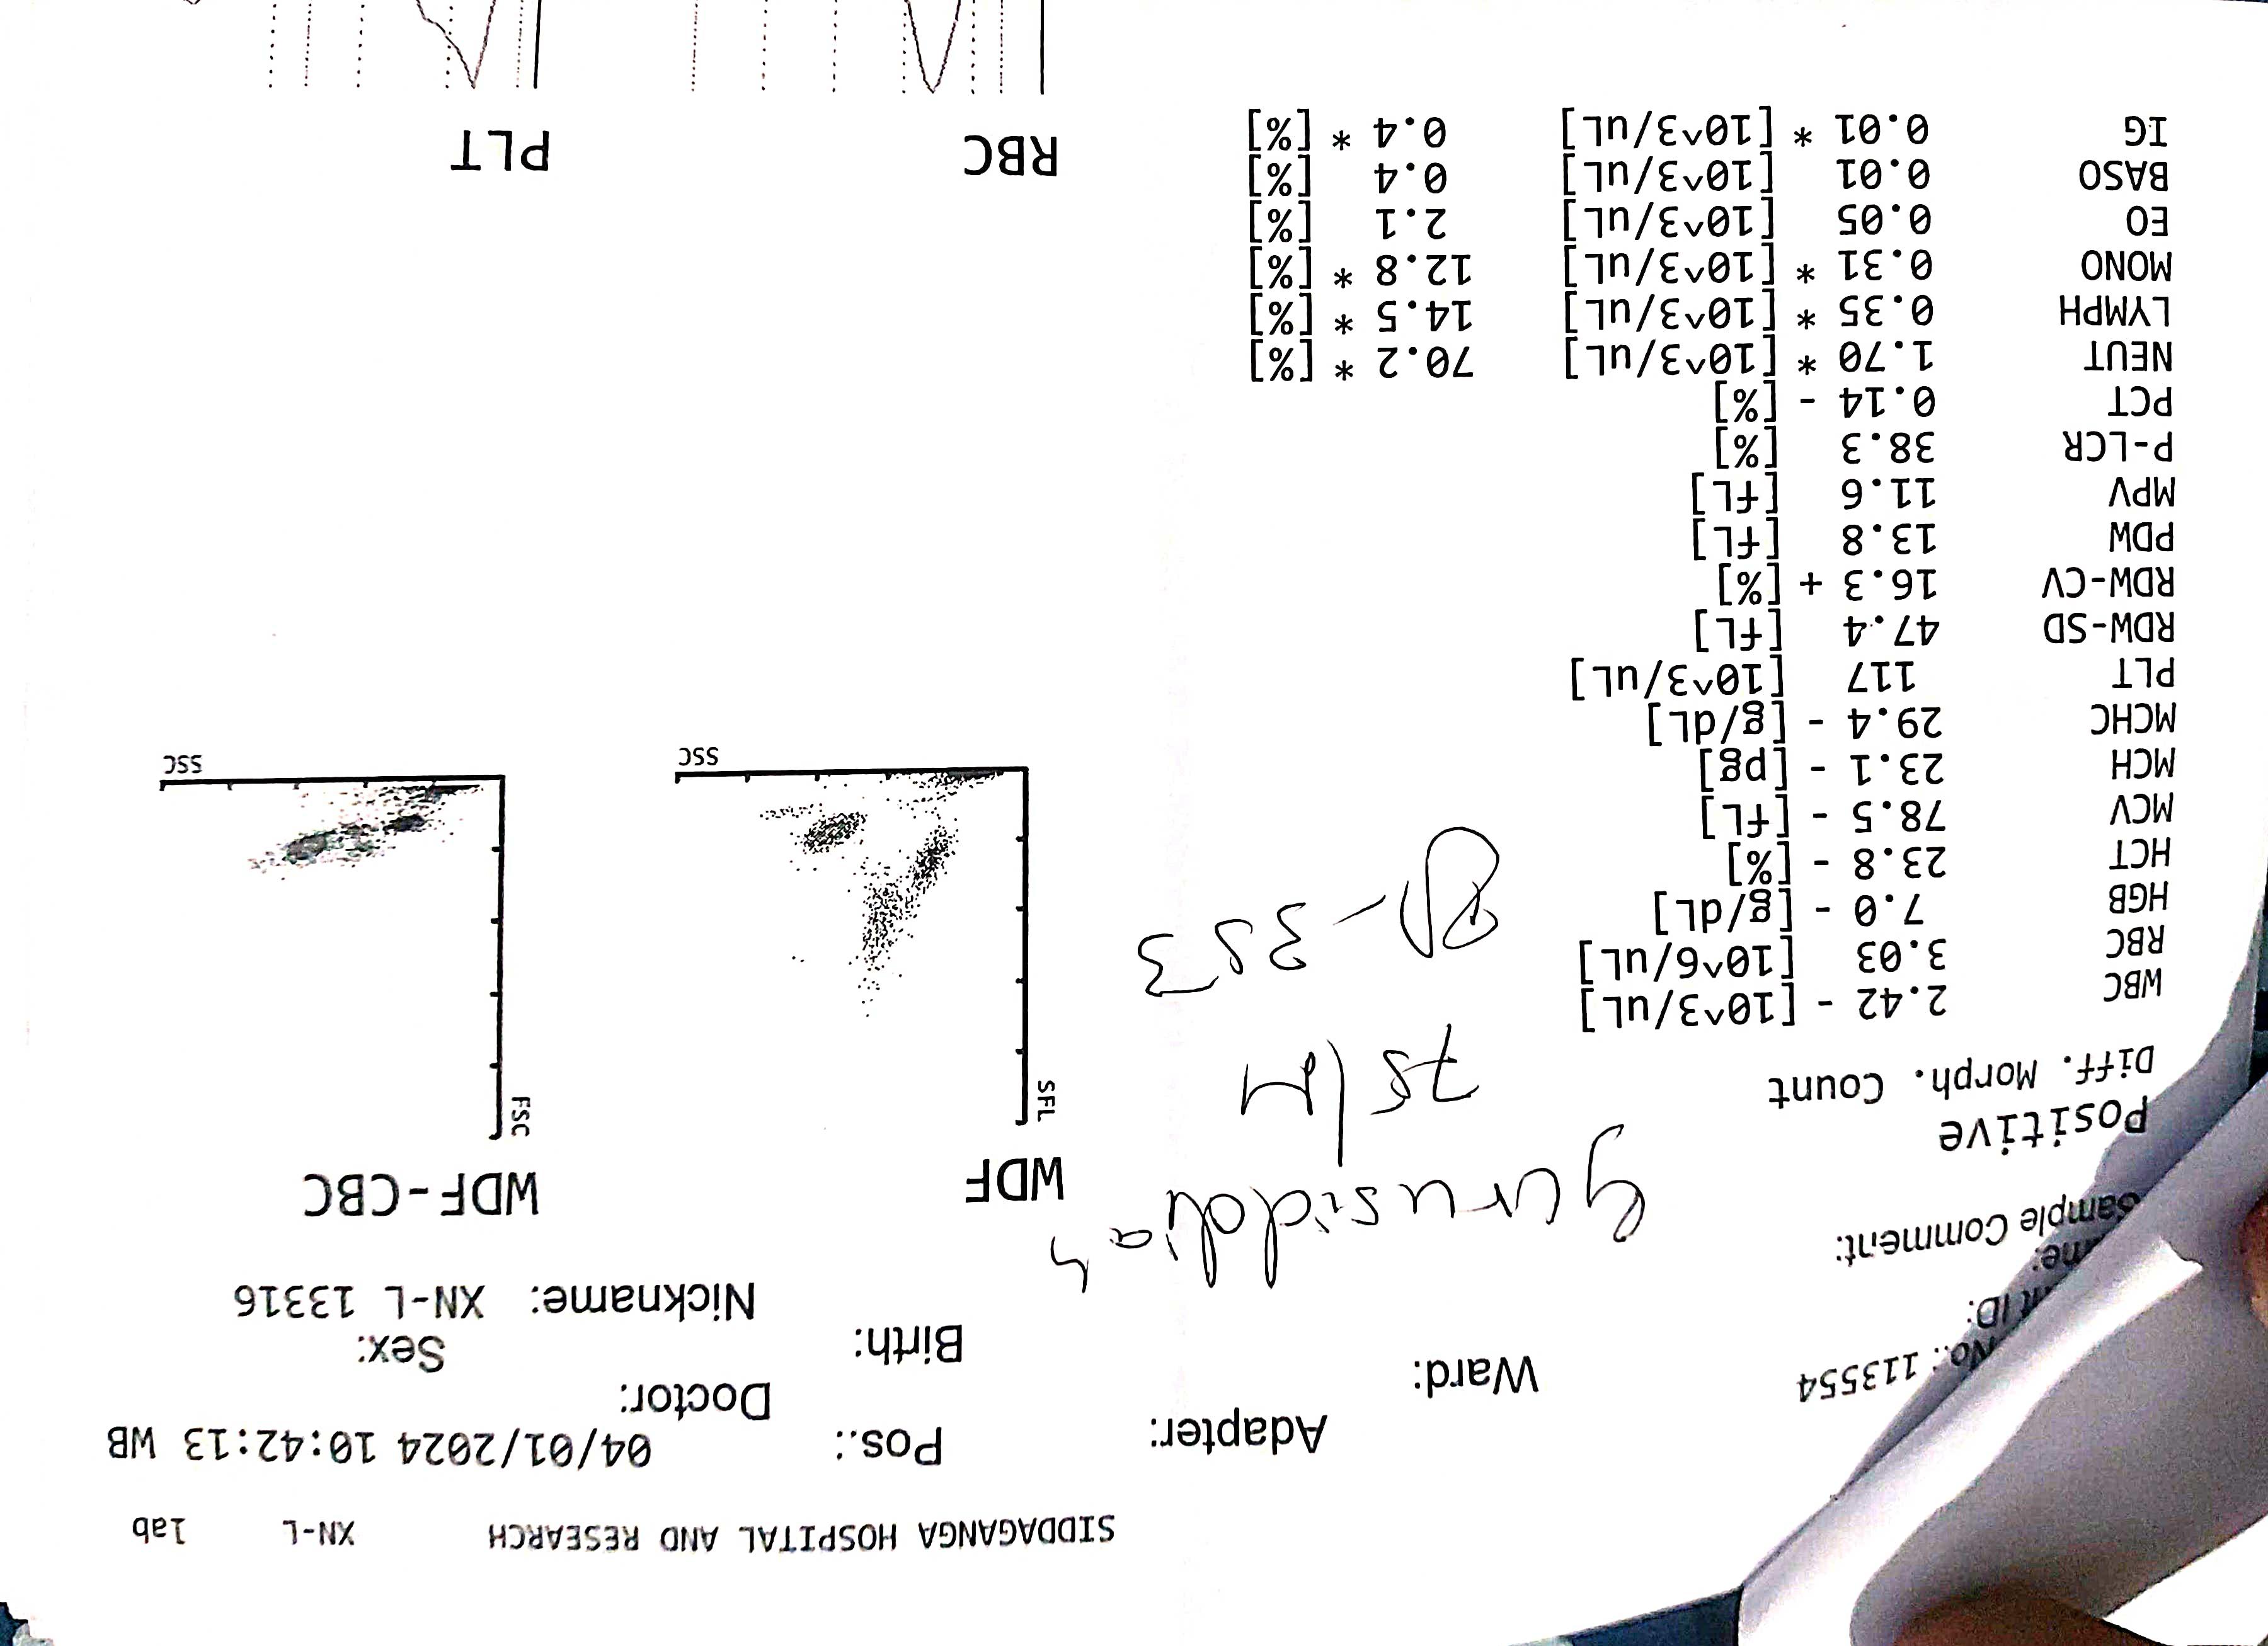 SIDDAGANGA HOSPITAL AND RESEARCH XN-L lab
Adapter: Pos.: 04/01/2024 10:42:13 WB
No.: 113554 Ward: Doctor:
ID: Birth: Sex:
Nickname: XN-L 13316
Sample Comment:
75/M
Positive
Diff. Morph. Count
WBC 2.42 - [10^3/uL]
RBC 3.03 [10^6/uL]
HGB 7.0 - [g/dL]
HCT 23.8 - [%]
MCV 78.5 - [fL]
MCH 23.1 - [pg]
MCHC 29.4 - [g/dL]
PLT 117 [10^3/uL]
RDW-SD 47.4 [fL]
RDW-CV 16.3 + [%]
PDW 13.8 [fL]
MPV 11.6 [fL]
P-LCR 38.3 [%]
PCT 0.14 - [%]
NEUT 1.70 * [10^3/uL] 70.2 * [%]
LYMPH 0.35 * [10^3/uL] 14.5 * [%]
MONO 0.31 * [10^3/uL] 12.8 * [%]
EO 0.05 [10^3/uL] 2.1 [%]
BASO 0.01 [10^3/uL] 0.4 [%]
IG 0.01 * [10^3/uL] 0.4 * [%]
WDF
SFL
SSC
WDF-CBC
FSC
SSC
RBC
PLT